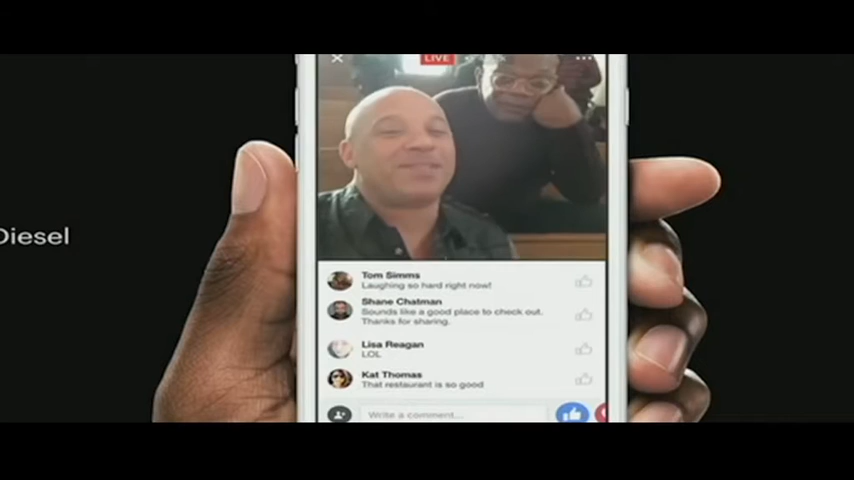 LIVE
Diesel
Tom Simms
Laughing so hard right now!
Shane Chatman
Sounds like a good place to check out.
Thanks for sharing.
Lisa Reagan
LOL
Kat Thomas
That restaurant is so good
Write a comment...